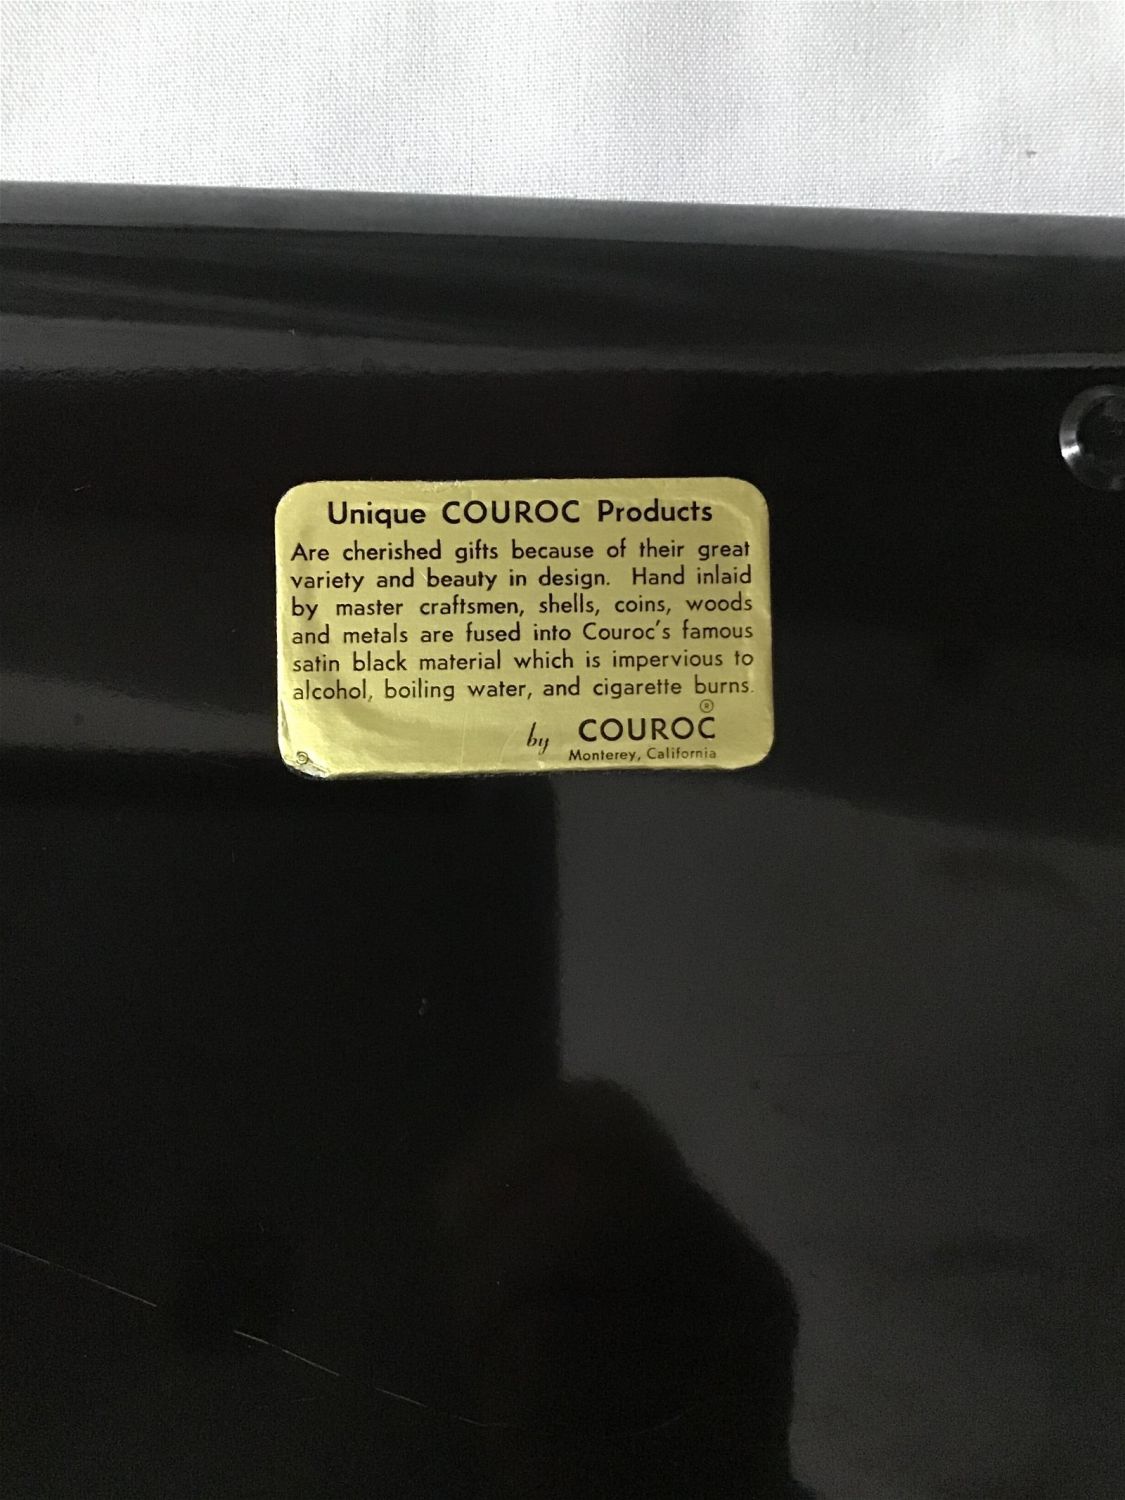 Unique COUROC Products
Are cherished gifts because of their great
variety and beauty in design. Hand inlaid
by master craftsmen, shells, coins, woods
and metals are fused into Couroc's famous
satin black material which is impervious to
alcohol, boiling water, and cigarette burns.
by COUROC®
Monterey, California
©